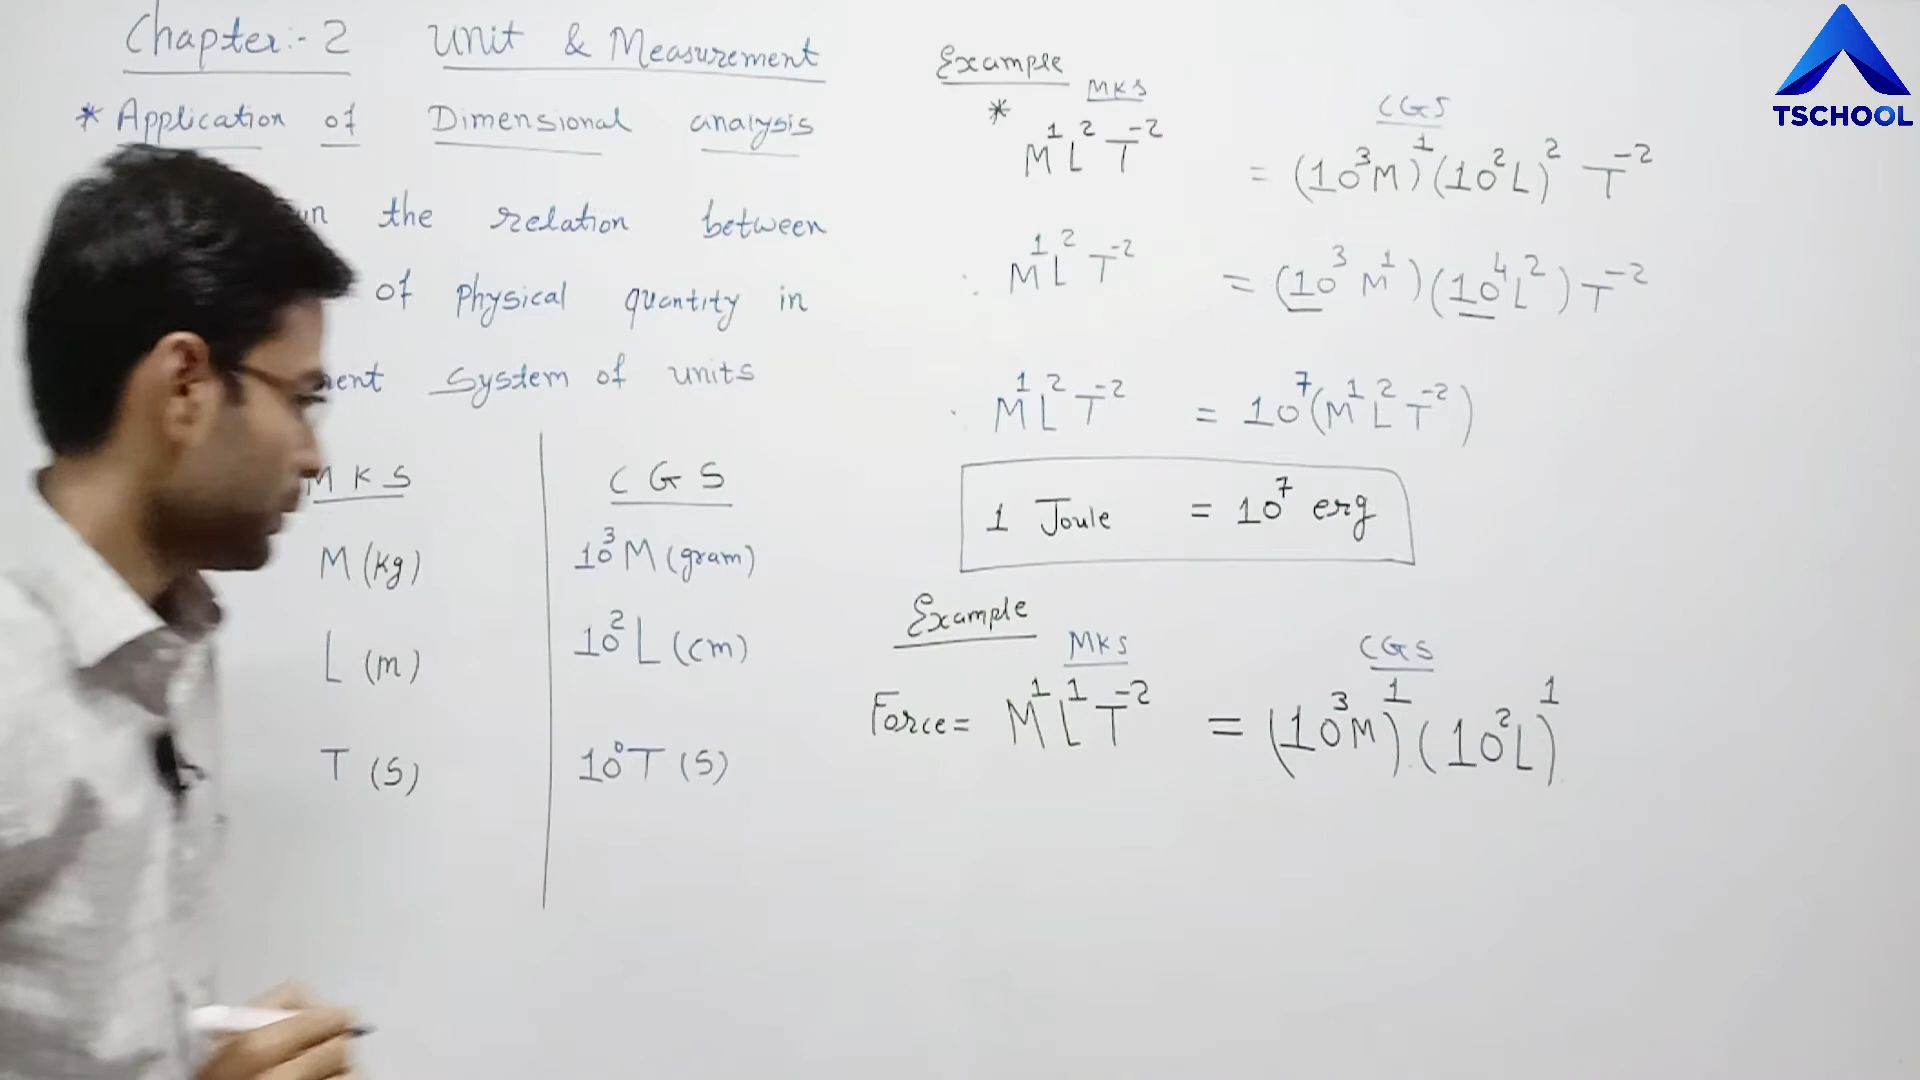 Chapter:- 2 Unit & Measurement
* Application of Dimensional analysis
the relation between
of physical quantity in
system of units
MKS CGS
M (kg) 10³M (gram)
L (m) 10²L (cm)
T (S) 10⁰T (S)
Example
MKS CGS
* M¹L²T⁻² = (10³M)¹(10²L)² T⁻²
∴ M¹L²T⁻² = (10³M¹)(10⁴L²)T⁻²
∴ M¹L²T⁻² = 10⁷(M¹L²T⁻²)
1 Joule = 10⁷ erg
Example
MKS CGS
Force = M¹L¹T⁻² = (10³M)¹(10²L)¹
TSCHOOL